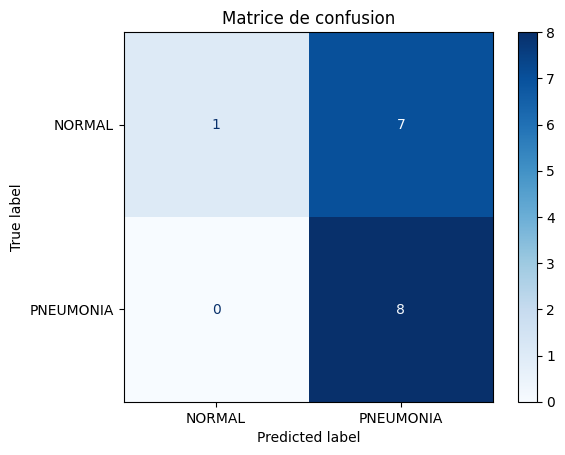 Matrice de confusion
True label
NORMAL
1
7
PNEUMONIA
0
8
NORMAL
PNEUMONIA
Predicted label
8
7
6
5
4
3
2
1
0